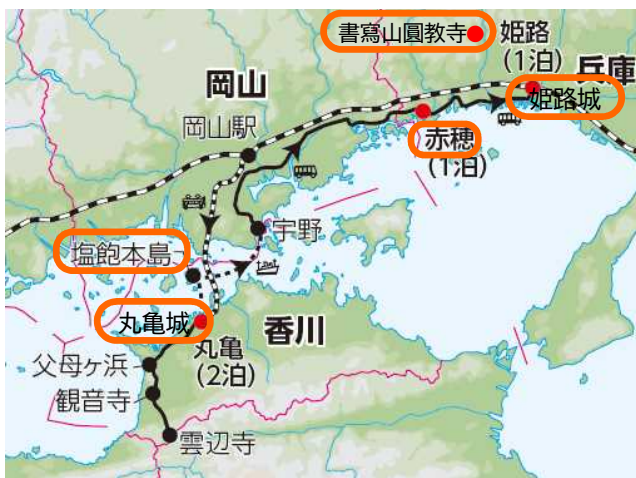 書寫山圓教寺
姫路
(1泊)
兵庫
姫路城
岡山
岡山駅
赤穂
(1泊)
宇野
塩飽本島
丸亀城
香川
丸亀
(2泊)
父母ヶ浜
観音寺
雲辺寺